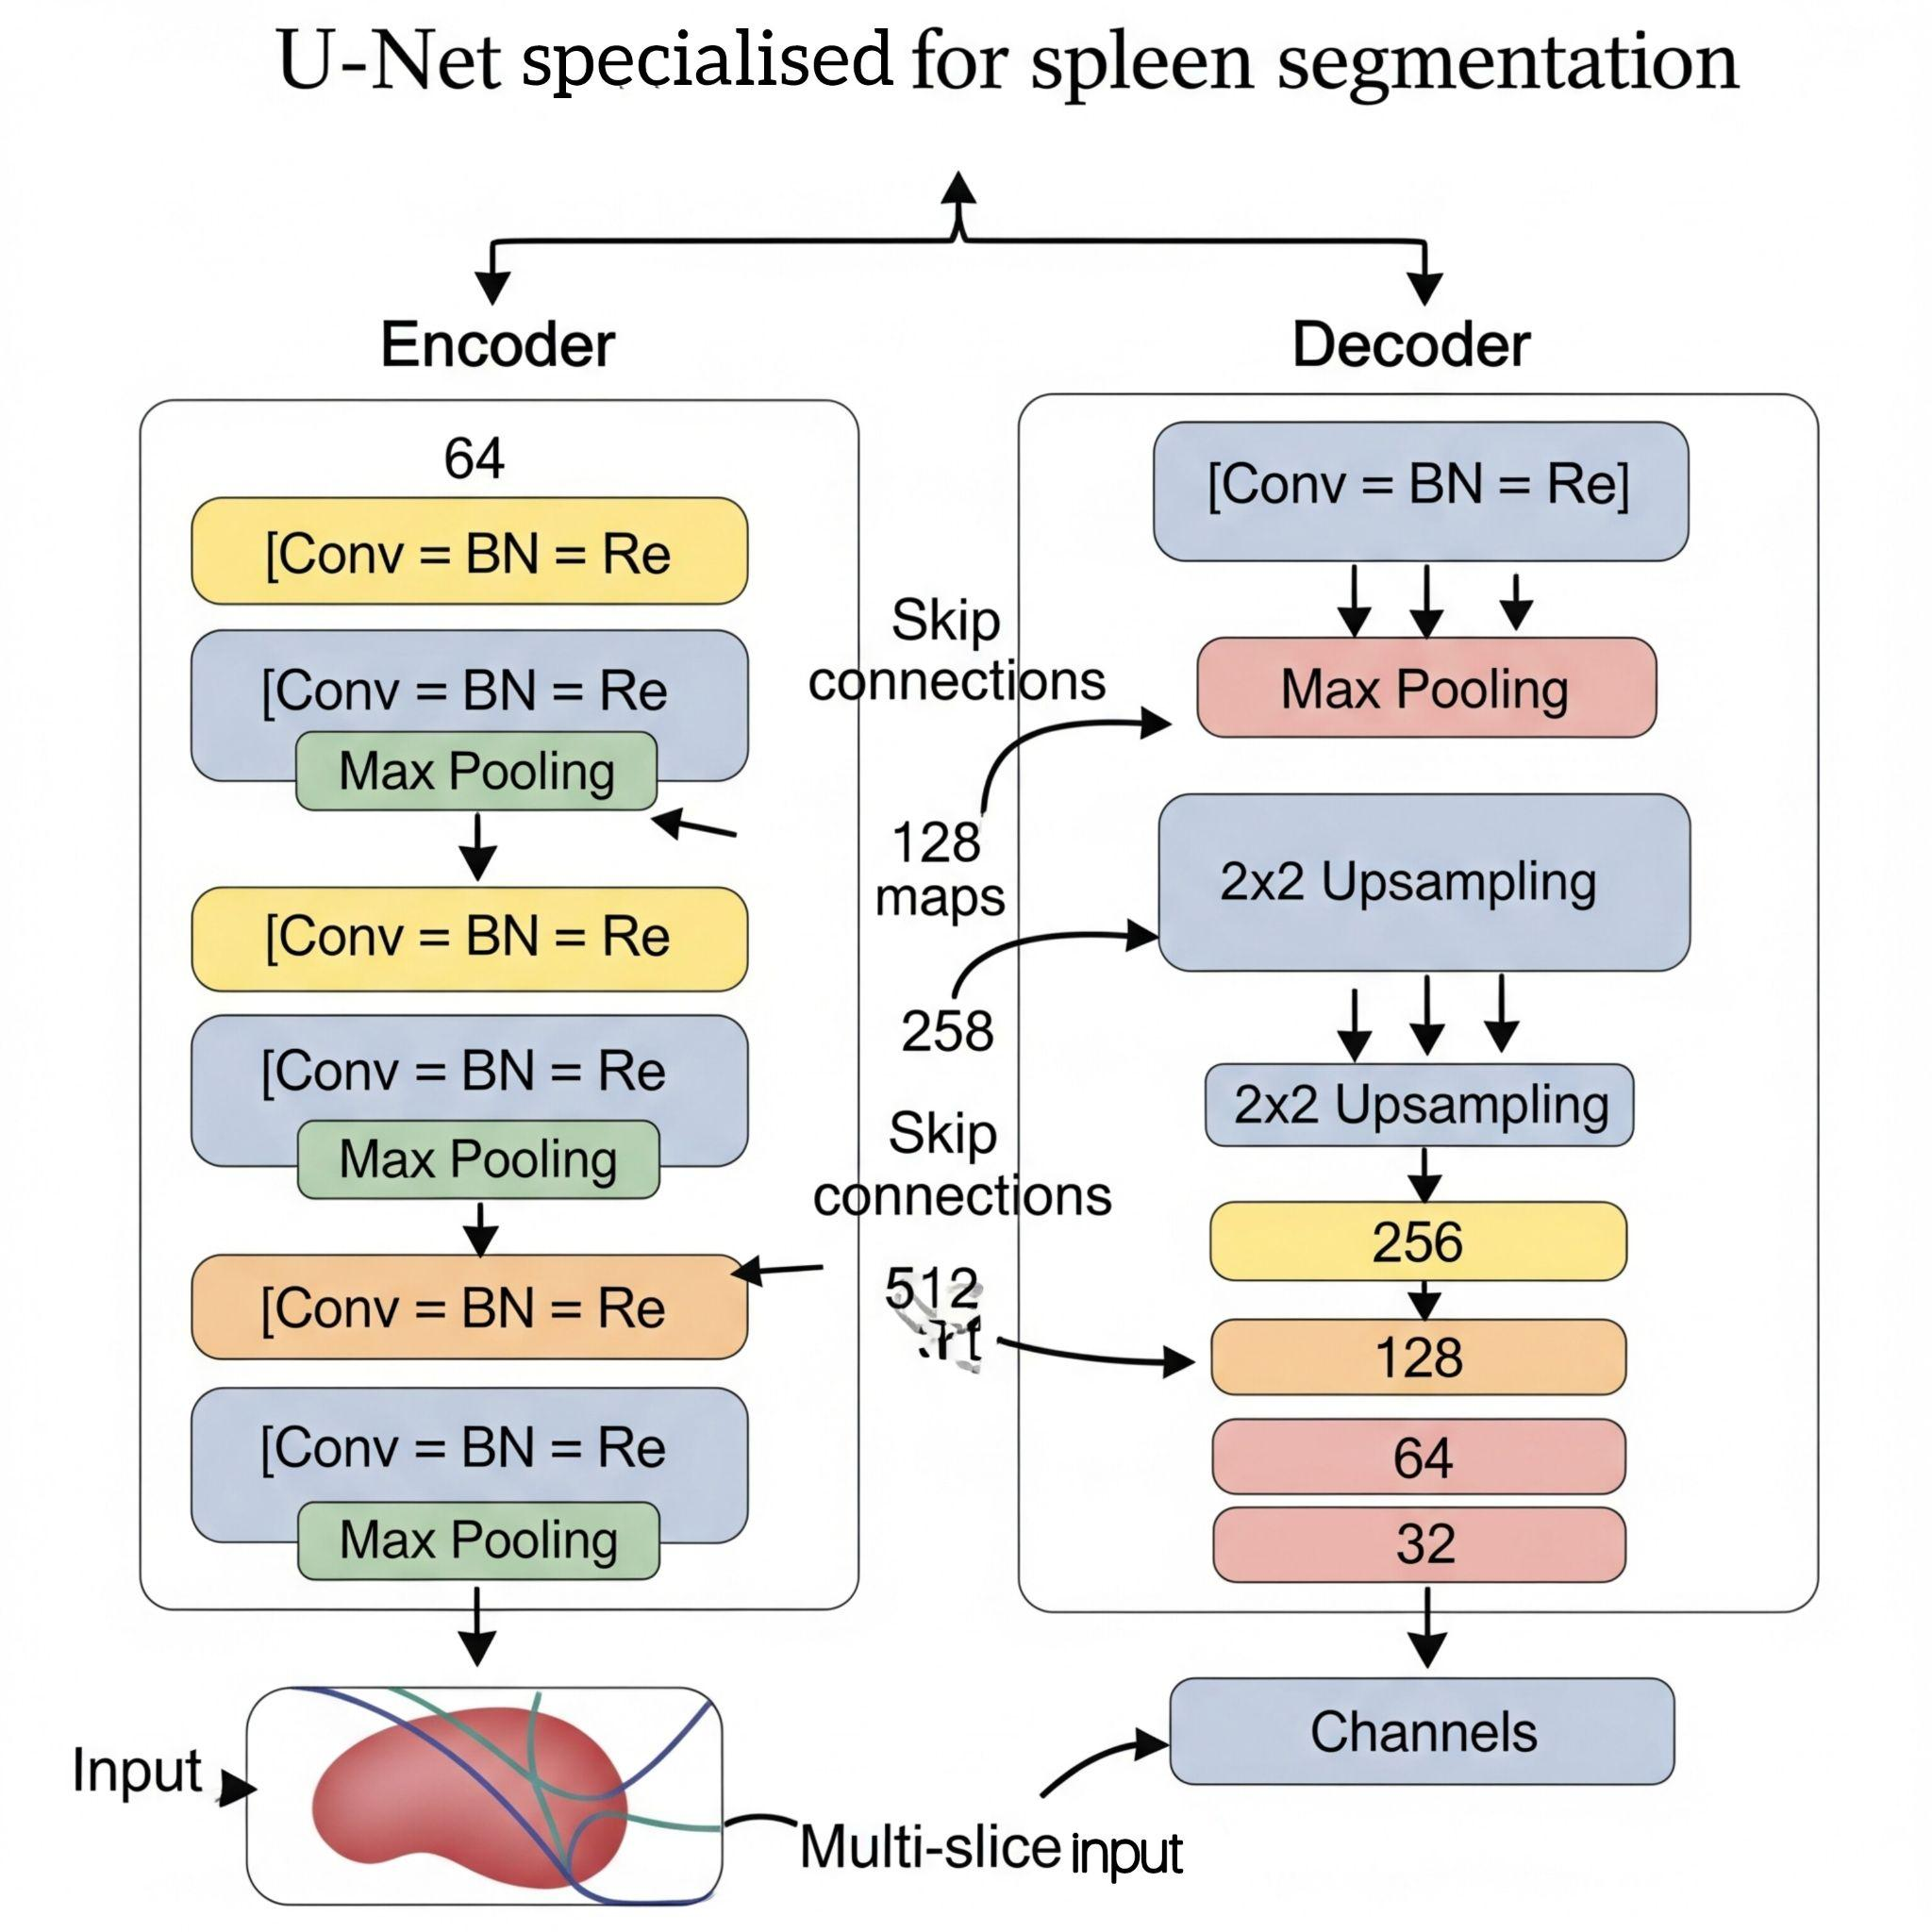 U-Net specialised for spleen segmentation
Encoder
64
[Conv = BN = Re
[Conv = BN = Re
Max Pooling
[Conv = BN = Re
[Conv = BN = Re
Max Pooling
[Conv = BN = Re
[Conv = BN = Re
Max Pooling
Skip
connections
128
maps
258
Skip
connections
512
Decoder
[Conv = BN = Re]
Max Pooling
2x2 Upsampling
2x2 Upsampling
256
128
64
32
Channels
Input
Multi-slice input